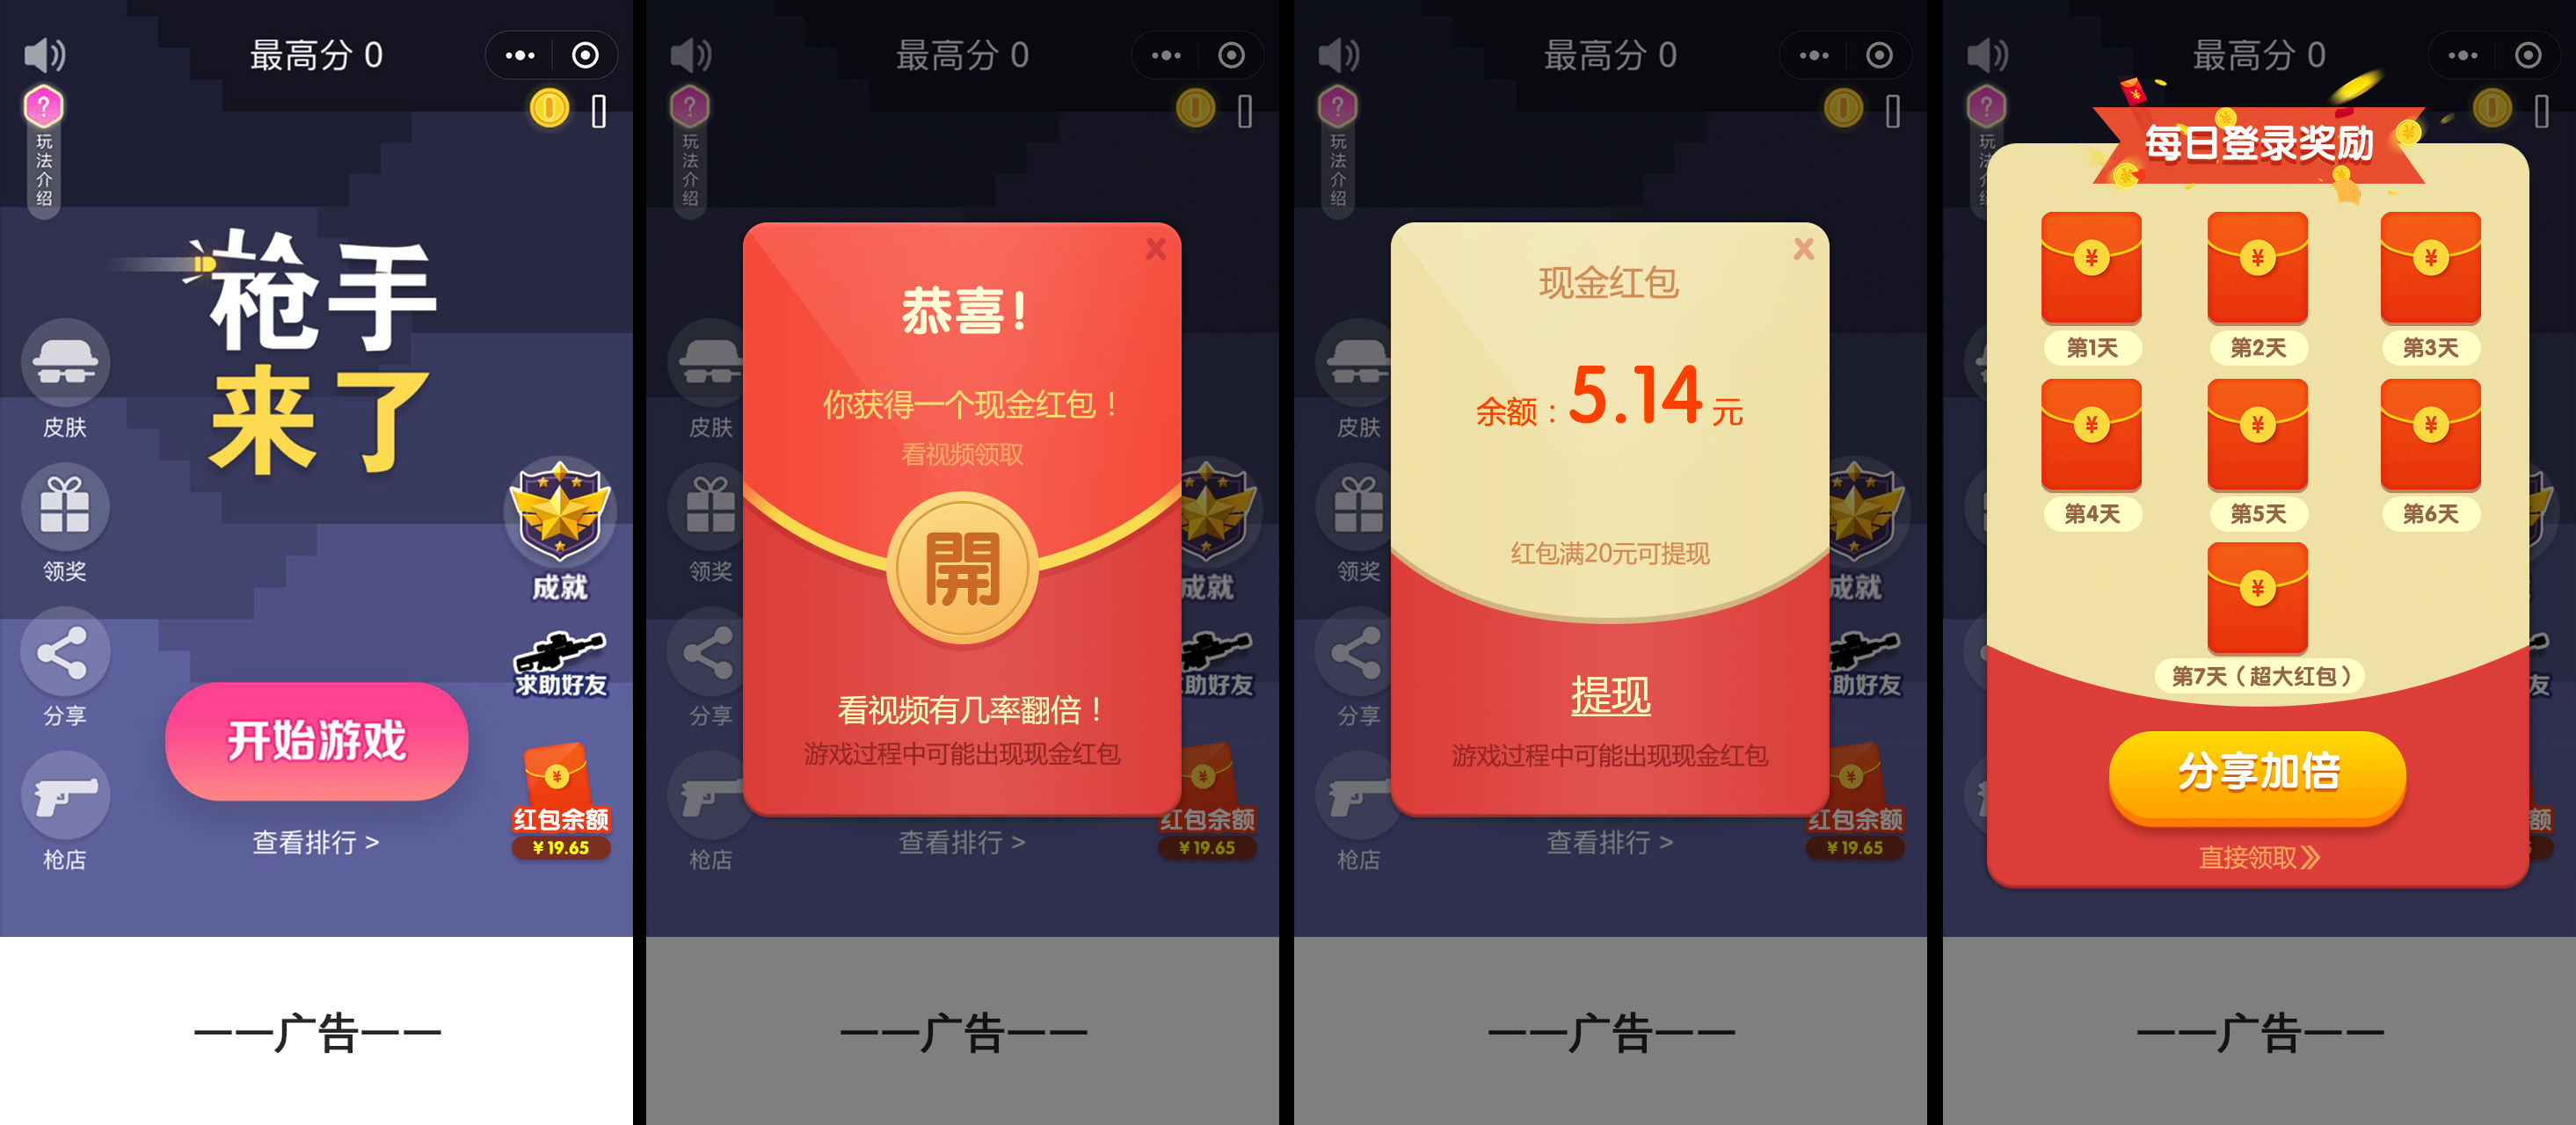 最高分 0
?
玩法介绍
枪手
来了
皮肤
领奖
分享
枪店
成就
求助好友
开始游戏
查看排行 >
¥
红包余额
¥ 19.65
——广告——
最高分 0
?
玩法介绍
恭喜!
你获得一个现金红包!
看视频领取
開
看视频有几率翻倍!
游戏过程中可能出现现金红包
皮肤
领奖
分享
枪店
成就
助好友
查看排行 >
¥
红包余额
¥ 19.65
——广告——
最高分 0
?
玩法介绍
现金红包
余额:5.14 元
红包满20元可提现
提现
游戏过程中可能出现现金红包
皮肤
领奖
分享
枪店
成就
助好友
查看排行 >
¥
红包余额
¥ 19.65
——广告——
最高分 0
?
玩
每日登录奖励
¥ ¥ ¥
第1天 第2天 第3天
¥ ¥ ¥
第4天 第5天 第6天
¥
第7天(超大红包)
分享加倍
直接领取
友
额
——广告——